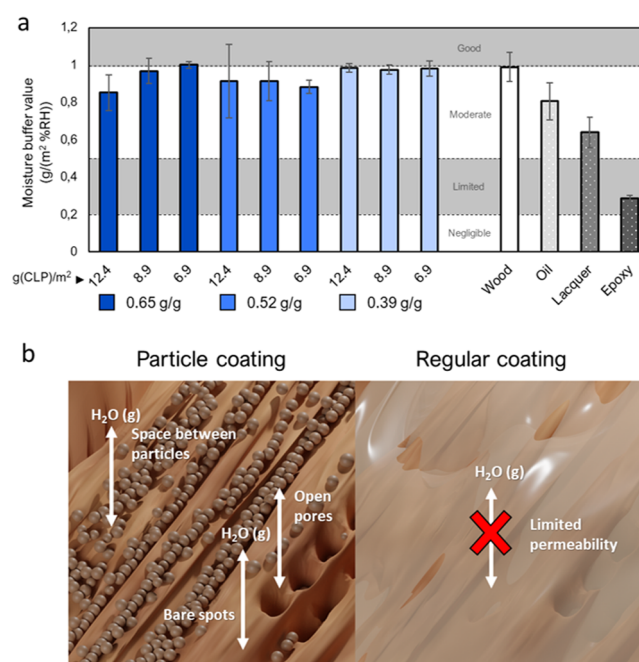 a
Moisture buffer value
(g/(m² %RH)
1,2
1
0,8
0,6
0,4
0,2
0
Good
Moderate
Limited
Negligible
g(CLP)/m² ▶
12.4
8.9
6.9
12.4
8.9
6.9
12.4
8.9
6.9
Wood
Oil
Lacquer
Epoxy
0.65 g/g
0.52 g/g
0.39 g/g
b
Particle coating
Regular coating
H₂O (g)
Space between
particles
Open
pores
H₂O (g)
Bare spots
H₂O (g)
Limited
permeability